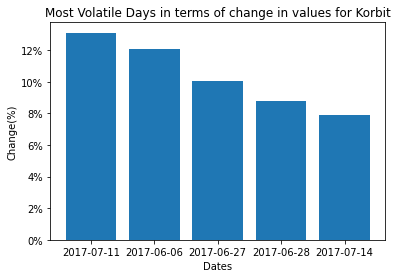 Most Volatile Days in terms of change in values for Korbit
Change(%)
12%
10%
8%
6%
4%
2%
0%
2017-07-11 2017-06-06 2017-06-27 2017-06-28 2017-07-14
Dates